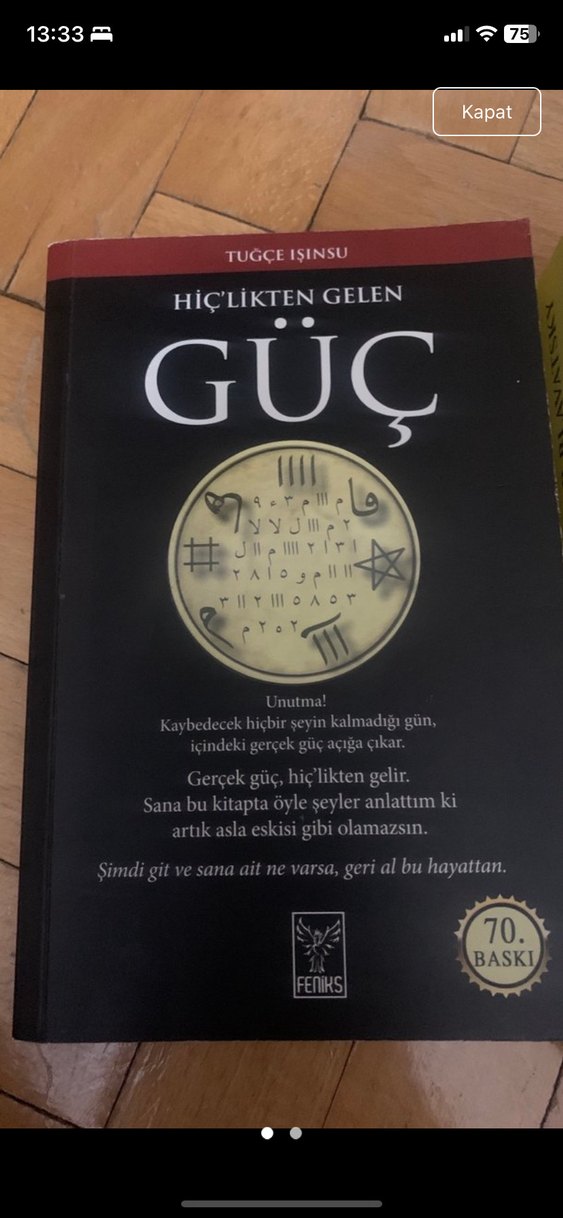 13:33
75
Kapat
TUĞÇE IŞINSU
HİÇ'LİKTEN GELEN
GÜÇ
Unutma!
Kaybedecek hiçbir şeyin kalmadığı gün,
içindeki gerçek güç açığa çıkar.
Gerçek güç, hiç'likten gelir.
Sana bu kitapta öyle şeyler anlattım ki
artık asla eskisi gibi olamazsın.
Şimdi git ve sana ait ne varsa, geri al bu hayattan.
FENİKS
70.
BASKI